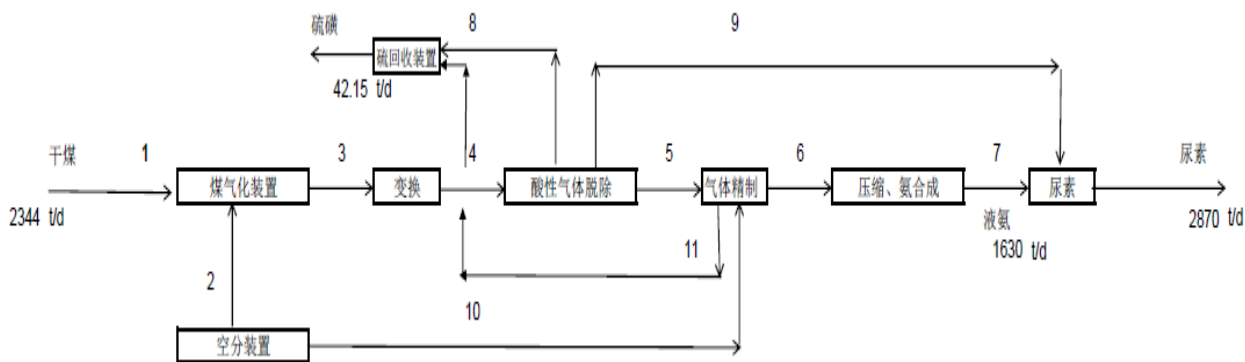 硫磺
8
9
硫回收装置
42.15 t/d
干煤
1
3
4
5
6
7
尿素
煤气化装置
变换
酸性气体脱除
气体精制
压缩、氨合成
尿素
2344 t/d
液氨
1630 t/d
2870 t/d
11
2
10
空分装置